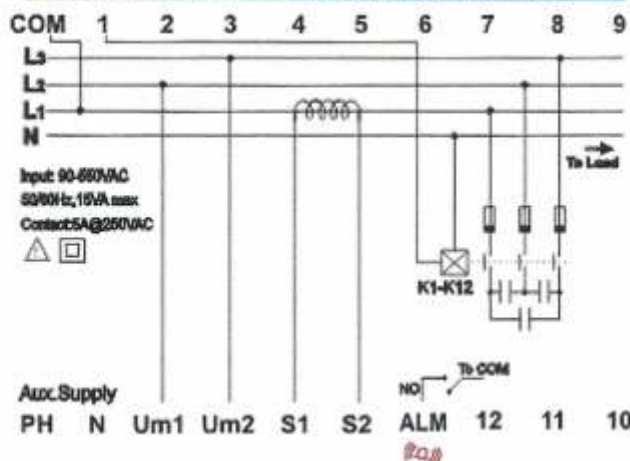 COM 1 2 3 4 5 6 7 8 9
L3
L2
L1
N
To Load
Input: 90-550VAC
50/60Hz, 15VA max
Contact:5A@250VAC
K1-K12
Aux.Supply
NO To COM
PH N Um1 Um2 S1 S2 ALM 12 11 10